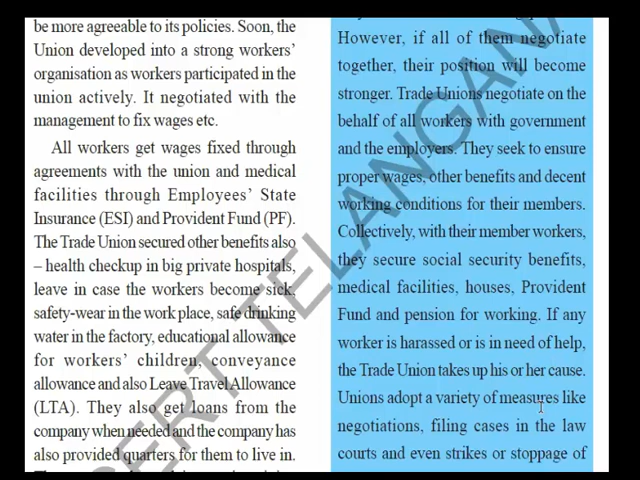 be more agreeable to its policies. Soon, the
Union developed into a strong workers'
organisation as workers participated in the
union actively. It negotiated with the
management to fix wages etc.
All workers get wages fixed through
agreements with the union and medical
facilities through Employees' State
Insurance (ESI) and Provident Fund (PF).
The Trade Union secured other benefits also
– health checkup in big private hospitals,
leave in case the workers become sick,
safety-wear in the work place, safe drinking
water in the factory, educational allowance
for workers' children, conveyance
allowance and also Leave Travel Allowance
(LTA). They also get loans from the
company when needed and the company has
also provided quarters for them to live in.
However, if all of them negotiate
together, their position will become
stronger. Trade Unions negotiate on the
behalf of all workers with government
and the employers. They seek to ensure
proper wages, other benefits and decent
working conditions for their members.
Collectively, with their member workers,
they secure social security benefits,
medical facilities, houses, Provident
Fund and pension for working. If any
worker is harassed or is in need of help,
the Trade Union takes up his or her cause.
Unions adopt a variety of measures like
negotiations, filing cases in the law
courts and even strikes or stoppage of
TELANGANA